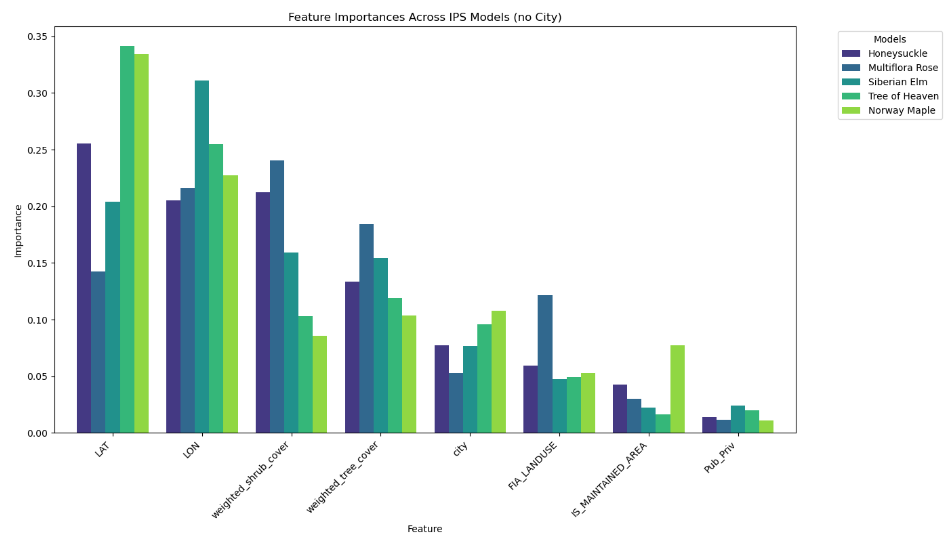 Feature Importances Across IPS Models (no City)
Models
Honeysuckle
Multiflora Rose
Siberian Elm
Tree of Heaven
Norway Maple
Importance
0.35
0.30
0.25
0.20
0.15
0.10
0.05
0.00
LAT
LON
weighted_shrub_cover
weighted_tree_cover
city
FIA_LANDUSE
IS_MAINTAINED_AREA
Pub_Priv
Feature